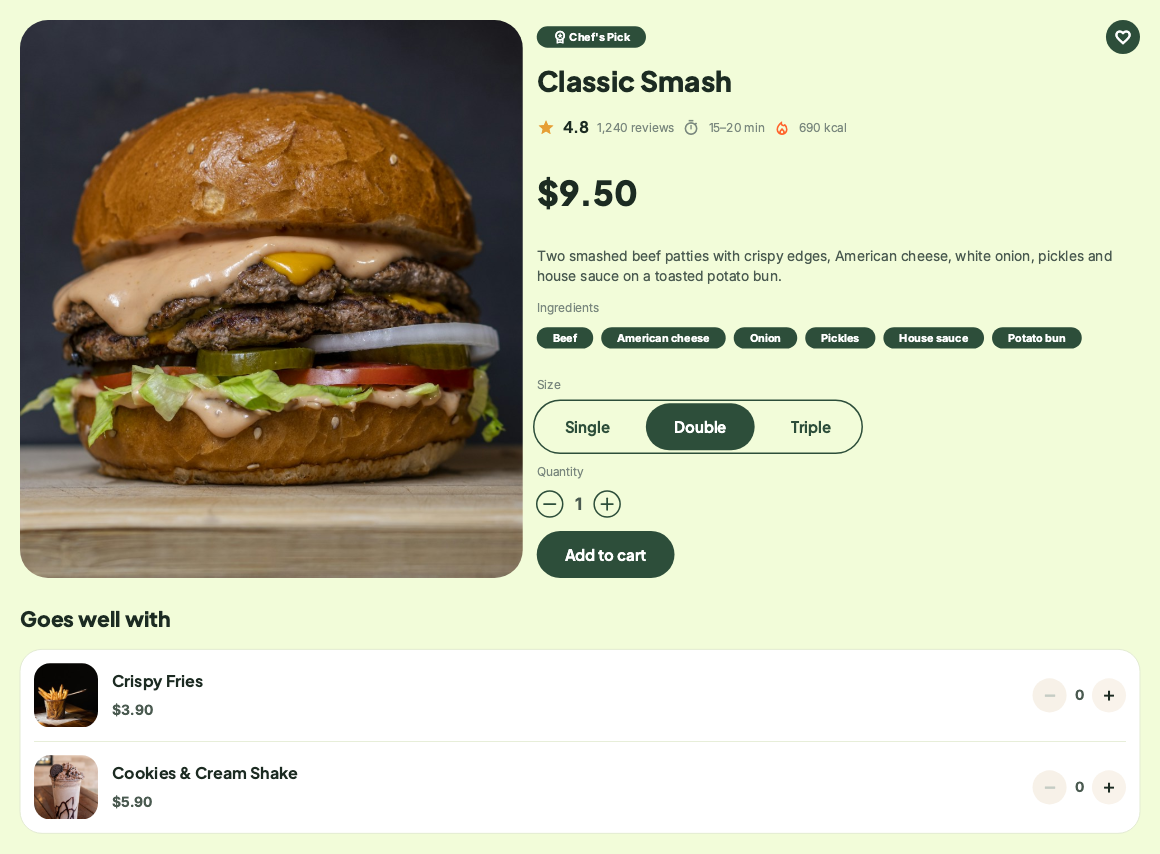 Chef's Pick
Classic Smash
4.8 1,240 reviews 15–20 min 690 kcal
$9.50
Two smashed beef patties with crispy edges, American cheese, white onion, pickles and
house sauce on a toasted potato bun.
Ingredients
Beef American cheese Onion Pickles House sauce Potato bun
Size
Single Double Triple
Quantity
1
Add to cart
Goes well with
Crispy Fries
$3.90
0
Cookies & Cream Shake
$5.90
0